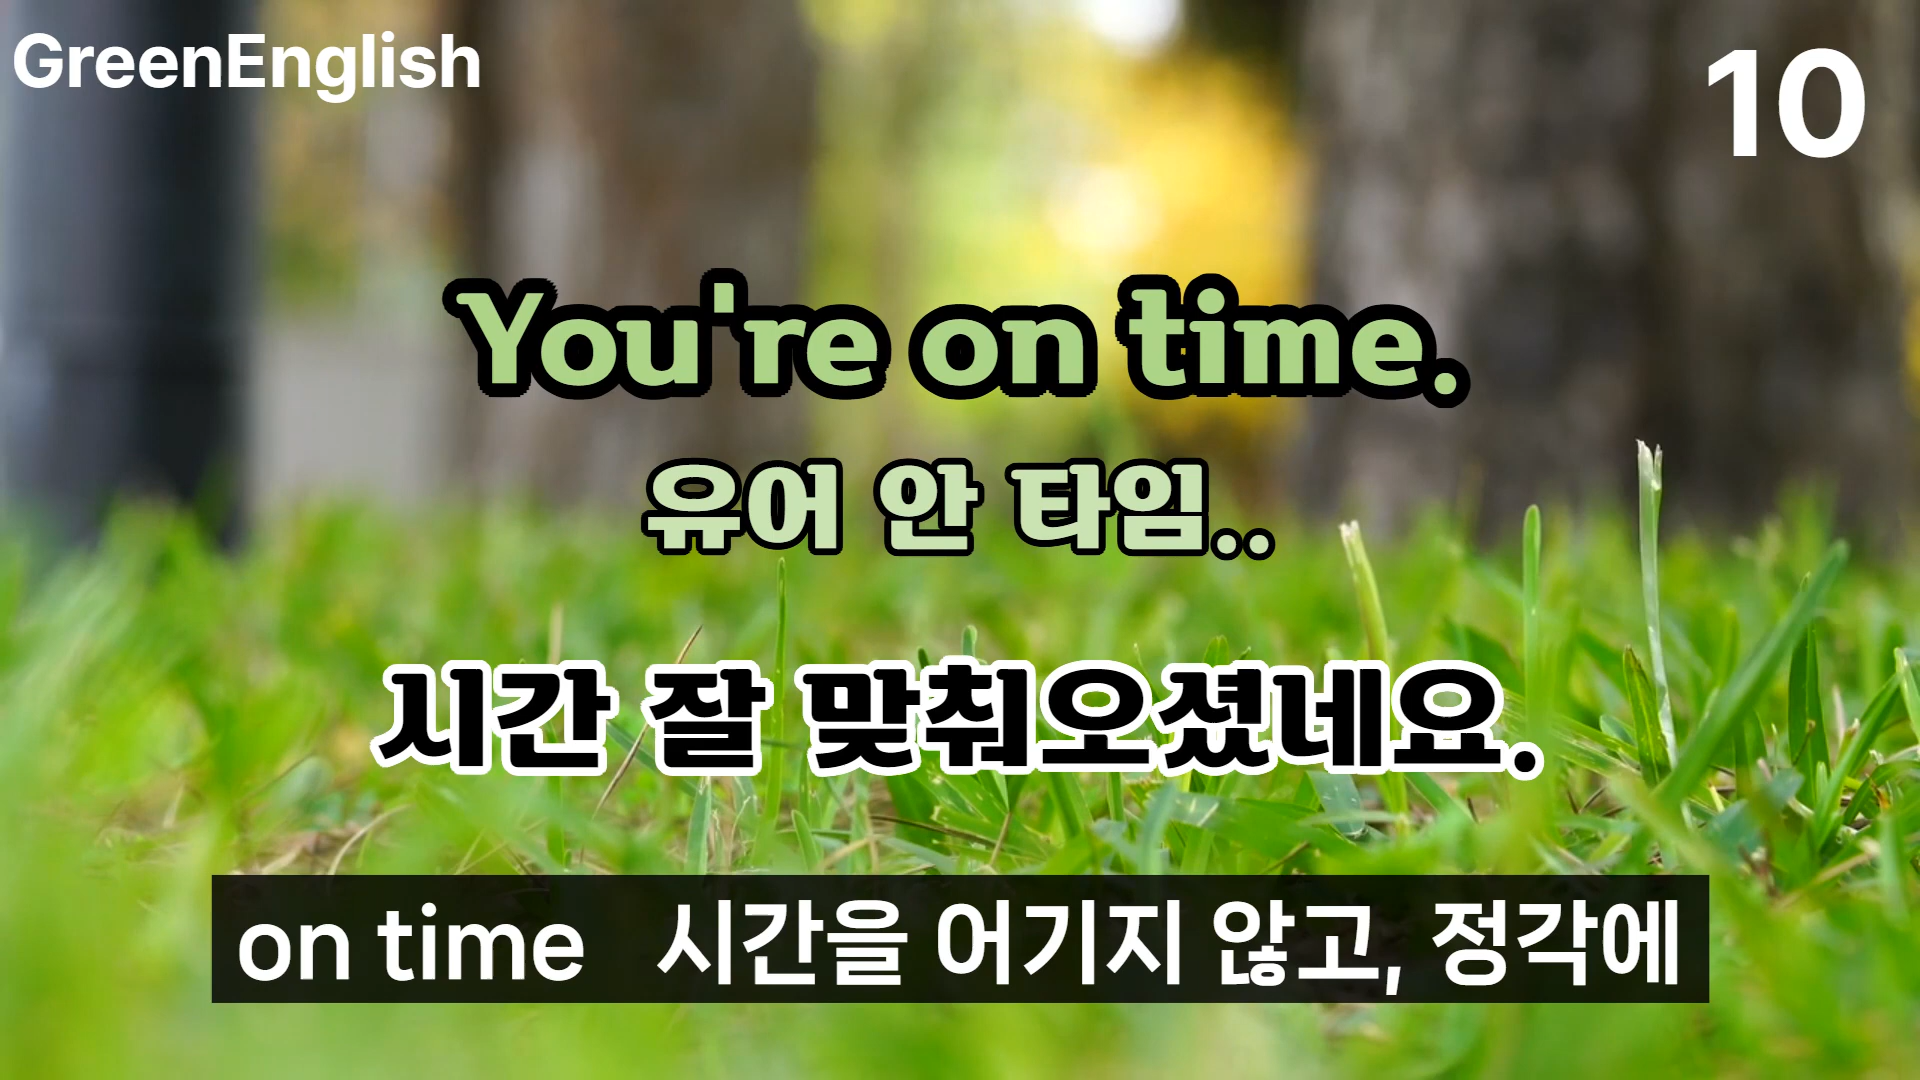 GreenEnglish
10
You're on time.
유어 안 타임..
시간 잘 맞춰오셨네요.
on time 시간을 어기지 않고, 정각에